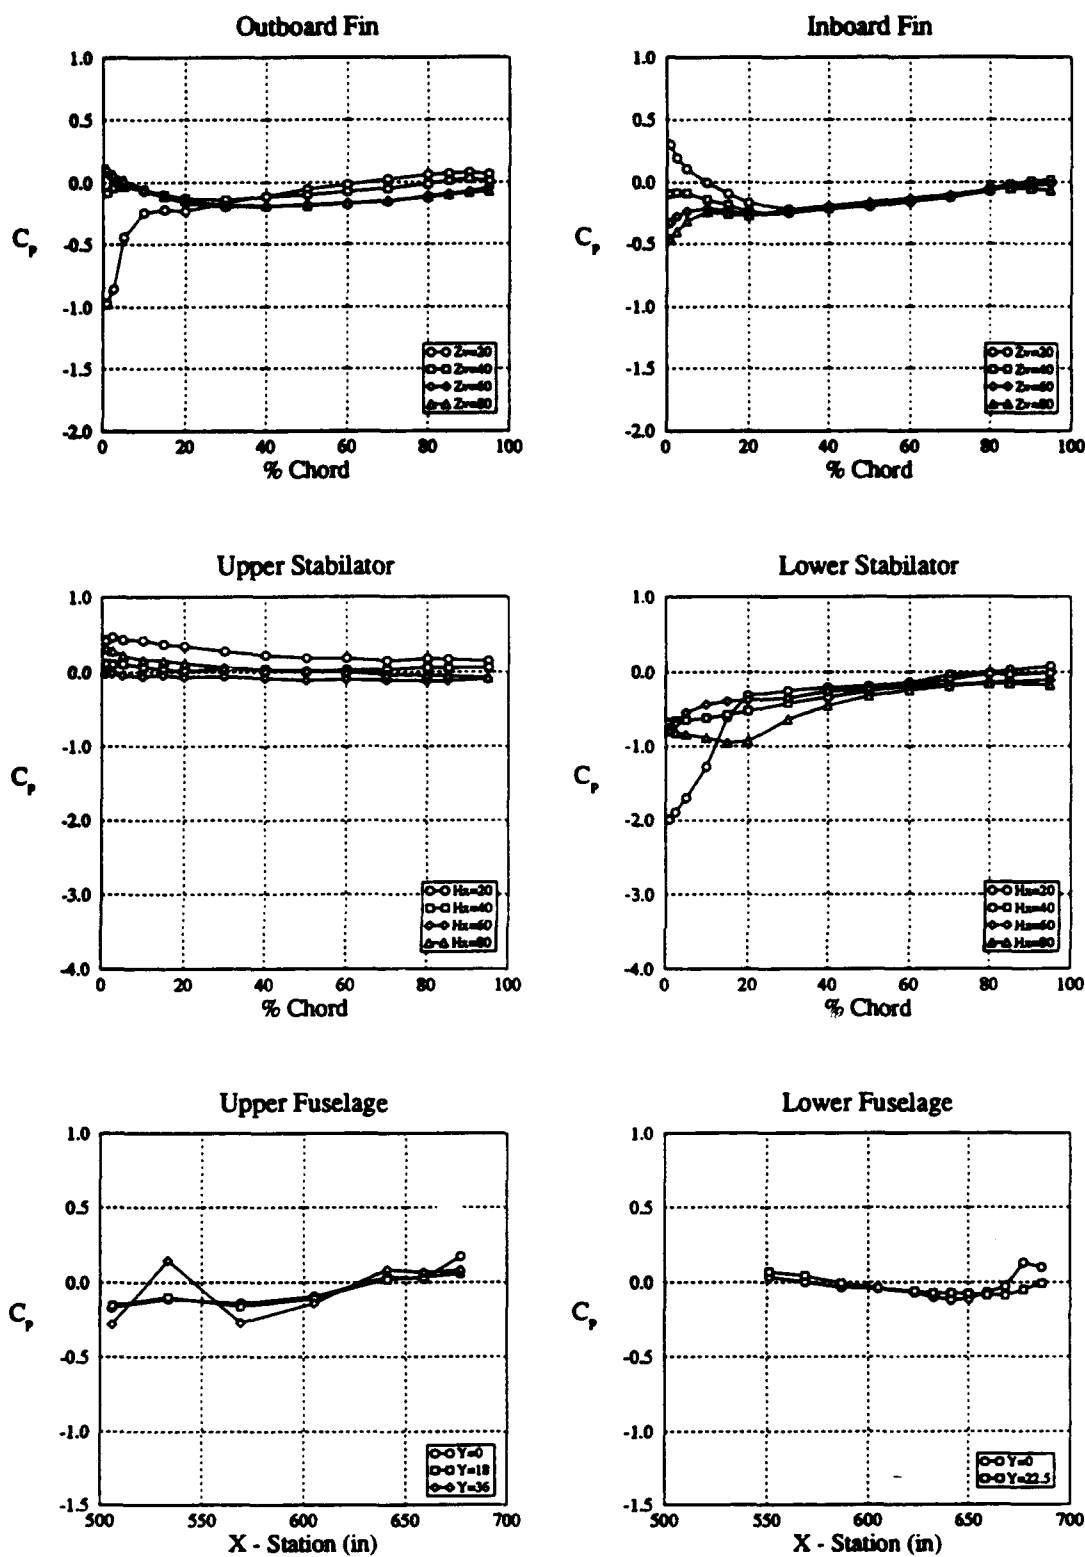 Outboard Fin
1.0
0.5
0.0
-0.5
-1.0
-1.5
-2.0
C_p
0 20 40 60 80 100
% Chord
Zv=20
Zv=40
Zv=60
Zv=80
Inboard Fin
1.0
0.5
0.0
-0.5
-1.0
-1.5
-2.0
C_p
0 20 40 60 80 100
% Chord
Zv=20
Zv=40
Zv=60
Zv=80
Upper Stabilator
1.0
0.0
-1.0
-2.0
-3.0
-4.0
C_p
0 20 40 60 80 100
% Chord
Hx=20
Hx=40
Hx=60
Hx=80
Lower Stabilator
1.0
0.0
-1.0
-2.0
-3.0
-4.0
C_p
0 20 40 60 80 100
% Chord
Hx=20
Hx=40
Hx=60
Hx=80
Upper Fuselage
1.0
0.5
0.0
-0.5
-1.0
-1.5
C_p
500 550 600 650 700
X - Station (in)
Y=0
Y=18
Y=36
Lower Fuselage
1.0
0.5
0.0
-0.5
-1.0
-1.5
C_p
500 550 600 650 700
X - Station (in)
Y=0
Y=22.5